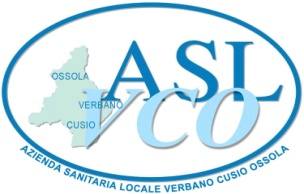 ASL
VCO
OSSOLA
VERBANO
CUSIO
AZIENDA SANITARIA LOCALE VERBANO CUSIO OSSOLA